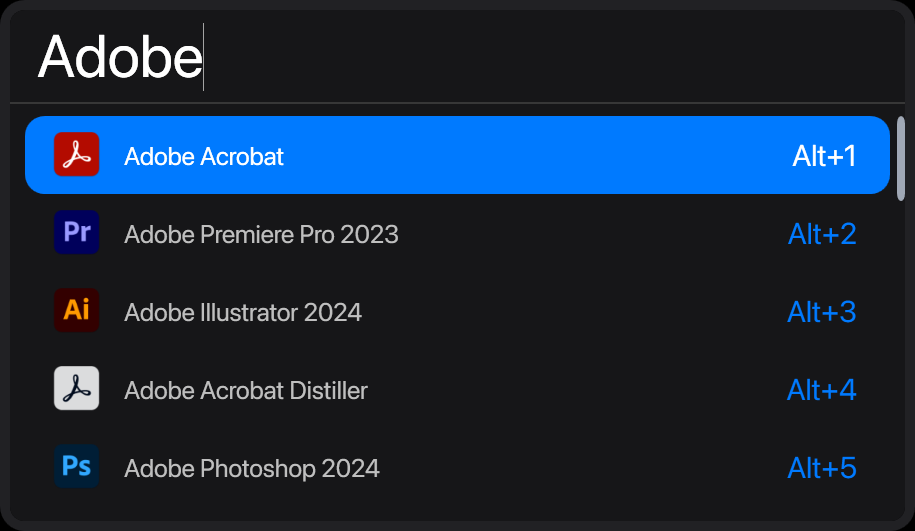 Adobe
Adobe Acrobat Alt+1
Pr Adobe Premiere Pro 2023 Alt+2
Ai Adobe Illustrator 2024 Alt+3
Adobe Acrobat Distiller Alt+4
Ps Adobe Photoshop 2024 Alt+5